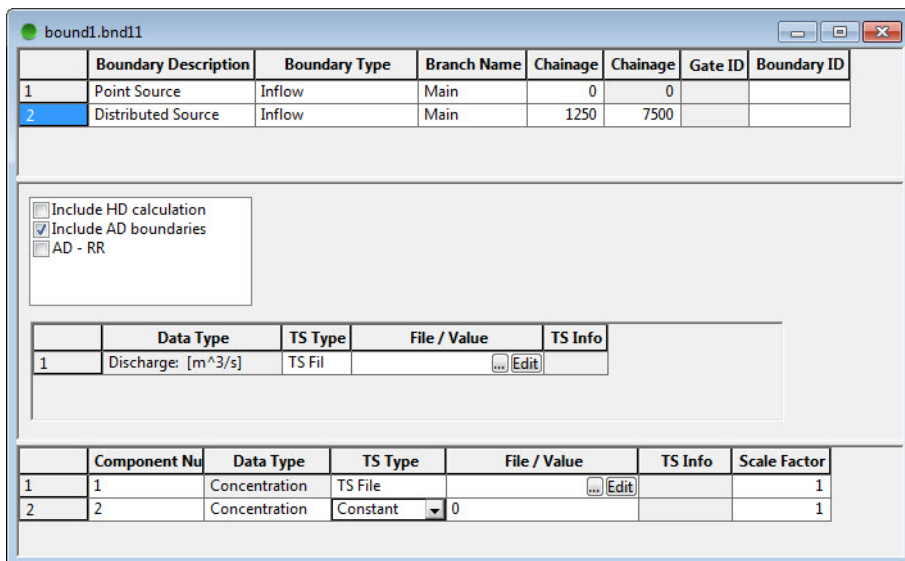 bound1.bnd11
Boundary Description Boundary Type Branch Name Chainage Chainage Gate ID Boundary ID
1 Point Source Inflow Main 0 0
2 Distributed Source Inflow Main 1250 7500
Include HD calculation
Include AD boundaries
AD - RR
Data Type TS Type File / Value TS Info
1 Discharge: [m^3/s] TS Fil ... Edit
Component Nu Data Type TS Type File / Value TS Info Scale Factor
1 1 Concentration TS File ... Edit 1
2 2 Concentration Constant 0 1